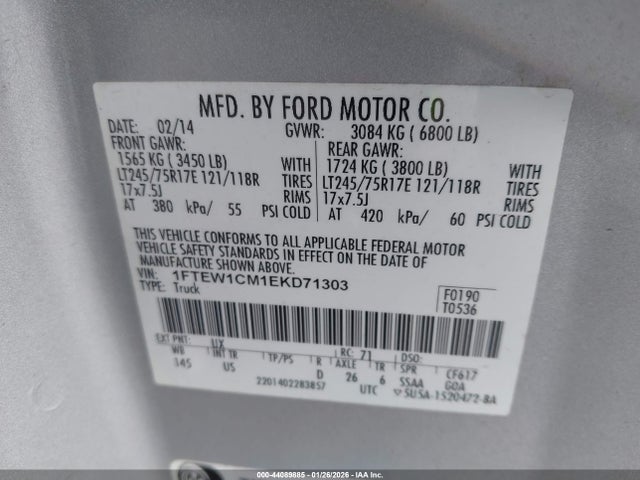 MFD. BY FORD MOTOR CO.
DATE: 02/14 GVWR: 3084 KG ( 6800 LB)
FRONT GAWR: REAR GAWR:
1565 KG ( 3450 LB) WITH 1724 KG ( 3800 LB) WITH
LT245/75R17E 121/118R TIRES LT245/75R17E 121/118R TIRES
17x7.5J RIMS 17x7.5J RIMS
AT 380 kPa/ 55 PSI COLD AT 420 kPa/ 60 PSI COLD
THIS VEHICLE CONFORMS TO ALL APPLICABLE FEDERAL MOTOR
VEHICLE SAFETY STANDARDS IN EFFECT ON THE DATE OF
MANUFACTURE SHOWN ABOVE.
VIN: 1FTEW1CM1EKD71303
TYPE: Truck
F0190
T0536
EXT PNT: UX RC: 71 DSO:
WB INT TR TP/PS R AXLE TR SPR CF617
145 US D 26 6 SSAA GOA
2201402283857 UTC SU5A-1520472-BA
000-44089885 | 01/26/2026 | IAA Inc.